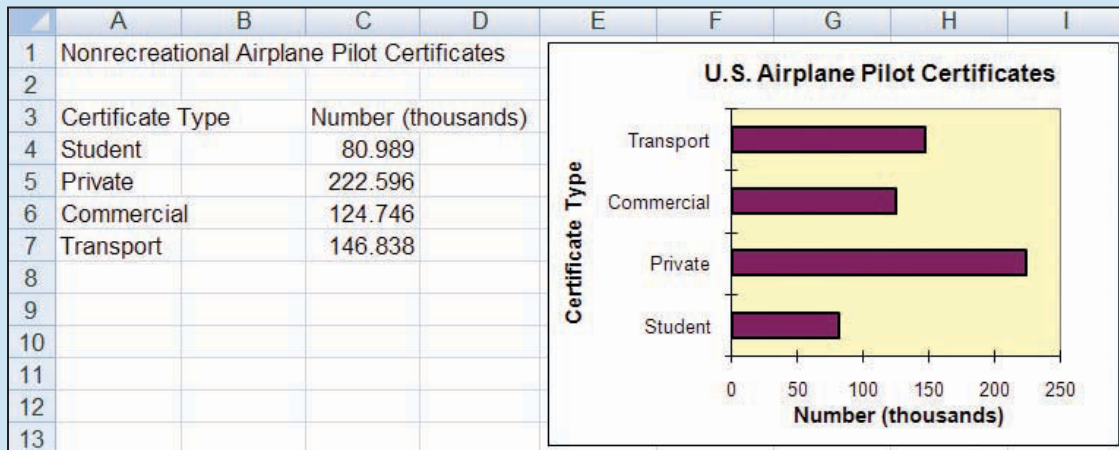 A B C D E F G H I
1 Nonrecreational Airplane Pilot Certificates
2
3 Certificate Type Number (thousands)
4 Student 80.989
5 Private 222.596
6 Commercial 124.746
7 Transport 146.838
8
9
10
11
12
13
U.S. Airplane Pilot Certificates
Certificate Type
Transport
Commercial
Private
Student
0 50 100 150 200 250
Number (thousands)